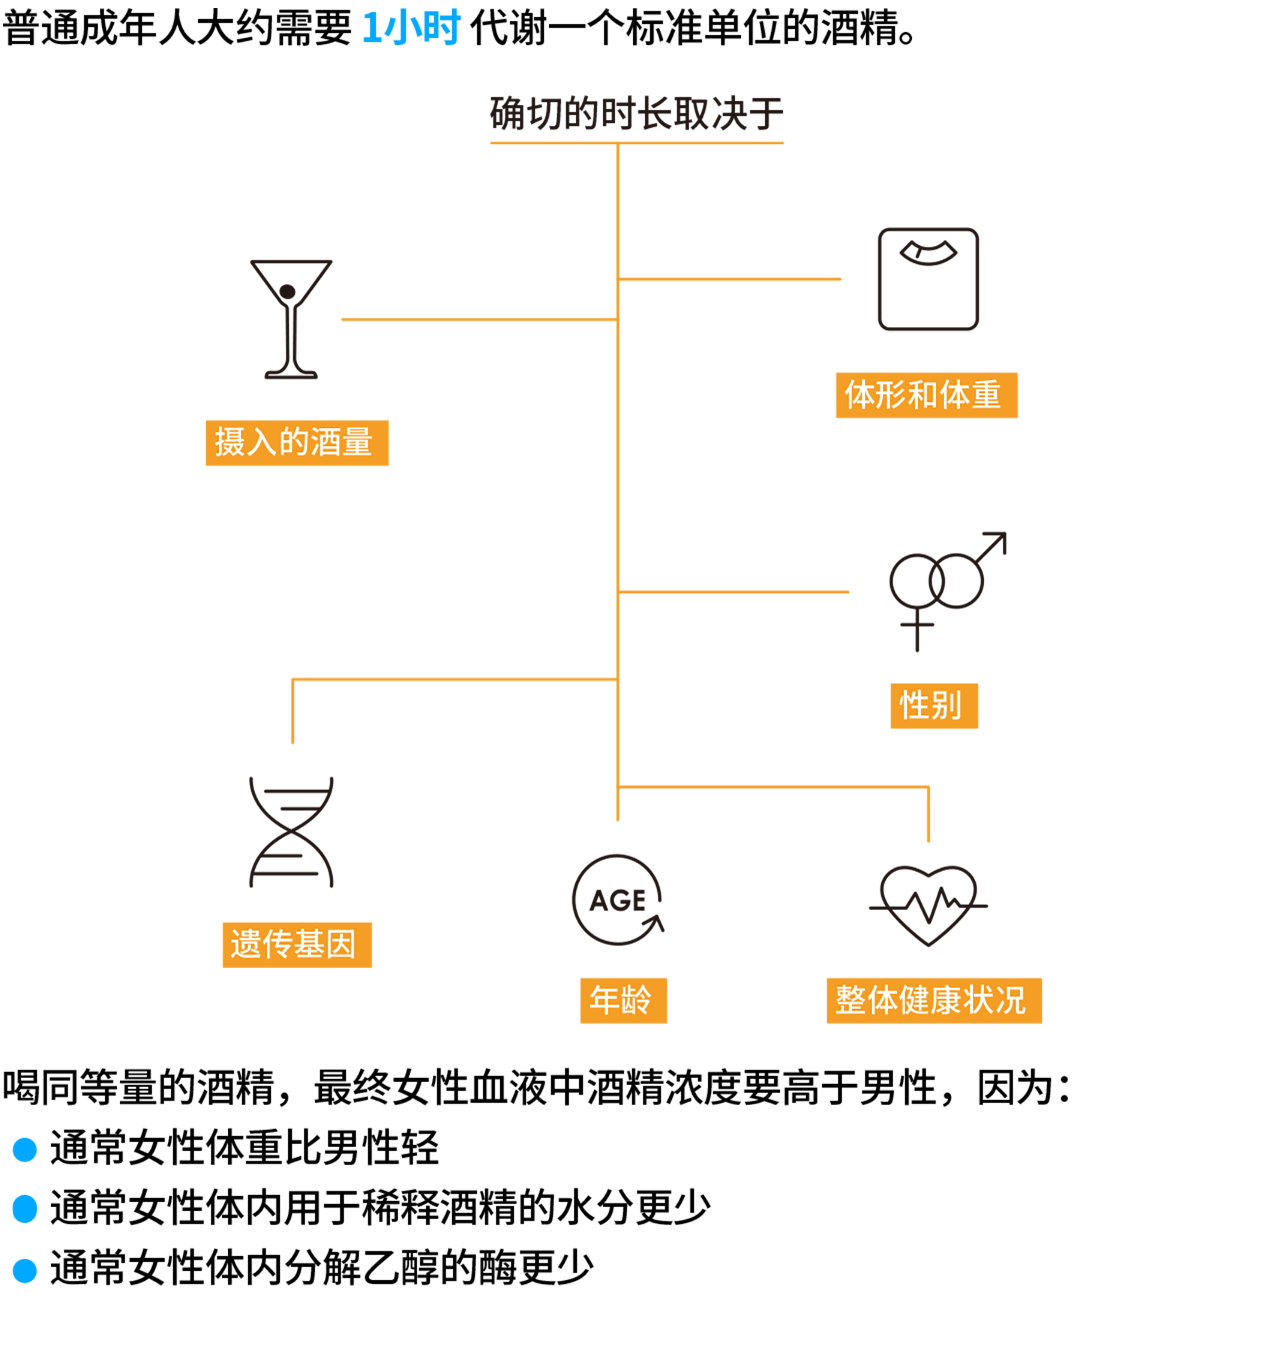 普通成年人大约需要 1小时 代谢一个标准单位的酒精。
确切的时长取决于
体形和体重
摄入的酒量
性别
遗传基因
AGE
年龄
整体健康状况
喝同等量的酒精，最终女性血液中酒精浓度要高于男性，因为：
● 通常女性体重比男性轻
● 通常女性体内用于稀释酒精的水分更少
● 通常女性体内分解乙醇的酶更少